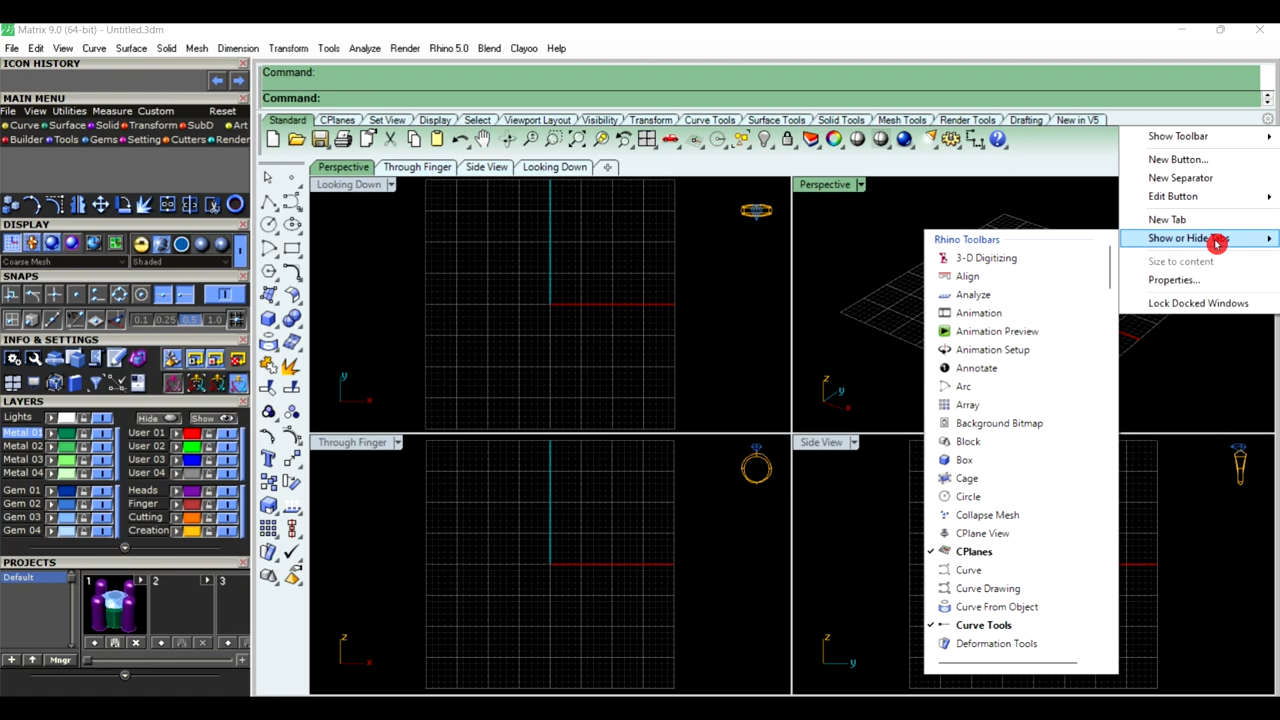 Matrix 9.0 (64-bit) - Untitled.3dm
File Edit View Curve Surface Solid Mesh Dimension Transform Tools Analyze Render Rhino 5.0 Blend Clayoo Help
ICON HISTORY
MAIN MENU
File View Utilities Measure Custom Reset
Curve Surface Solid Transform SubD Art
Builder Tools Gems Setting Cutters Render
DISPLAY
Coarse Mesh Shaded
SNAPS
0.1 0.25 0.5 1.0
INFO & SETTINGS
LAYERS
Lights Hide Show
Metal 01 User 01
Metal 02 User 02
Metal 03 User 03
Metal 04 User 04
Gem 01 Heads
Gem 02 Finger
Gem 03 Cutting
Gem 04 Creation
PROJECTS
Default
1 2 3
Mngr
Command:
Command:
Standard CPlanes Set View Display Select Viewport Layout Visibility Transform Curve Tools Surface Tools Solid Tools Mesh Tools Render Tools Drafting New in V5
Perspective Through Finger Side View Looking Down
Looking Down
y
x
Perspective
z
y
x
Through Finger
z
x
Side View
z
y
Show Toolbar
New Button...
New Separator
Edit Button
New Tab
Show or Hide Tabs
Size to content
Properties...
Lock Docked Windows
Rhino Toolbars
3-D Digitizing
Align
Analyze
Animation
Animation Preview
Animation Setup
Annotate
Arc
Array
Background Bitmap
Block
Box
Cage
Circle
Collapse Mesh
CPlane View
CPlanes
Curve
Curve Drawing
Curve From Object
Curve Tools
Deformation Tools